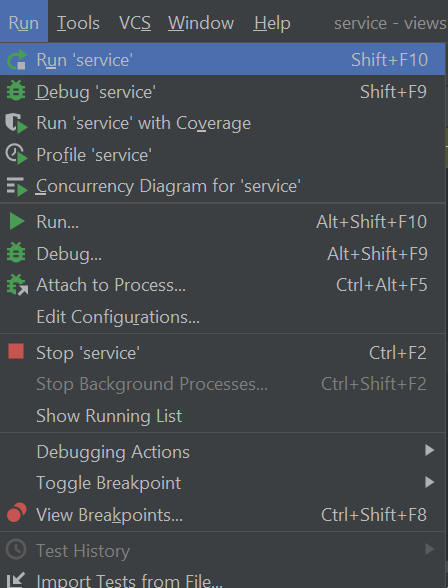 Run Tools VCS Window Help service - views
Run 'service' Shift+F10
Debug 'service' Shift+F9
Run 'service' with Coverage
Profile 'service'
Concurrency Diagram for 'service'
Run... Alt+Shift+F10
Debug... Alt+Shift+F9
Attach to Process... Ctrl+Alt+F5
Edit Configurations...
Stop 'service' Ctrl+F2
Stop Background Processes... Ctrl+Shift+F2
Show Running List
Debugging Actions
Toggle Breakpoint
View Breakpoints... Ctrl+Shift+F8
Test History
Import Tests from File...